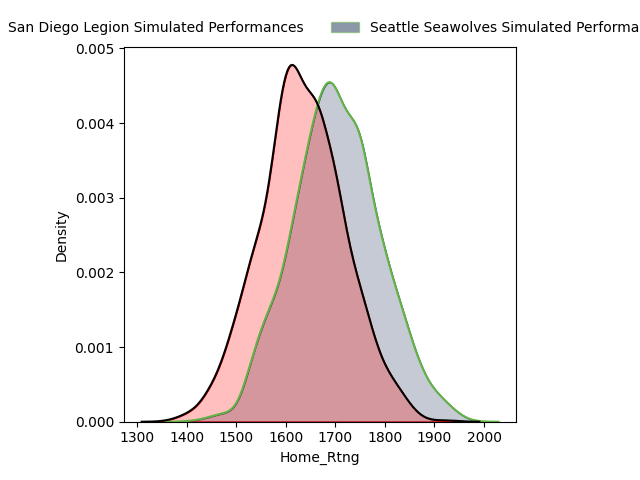 San Diego Legion Simulated Performances
Seattle Seawolves Simulated Performa
0.005
0.004
0.003
0.002
0.001
0.000
Density
1300 1400 1500 1600 1700 1800 1900 2000
Home_Rtng